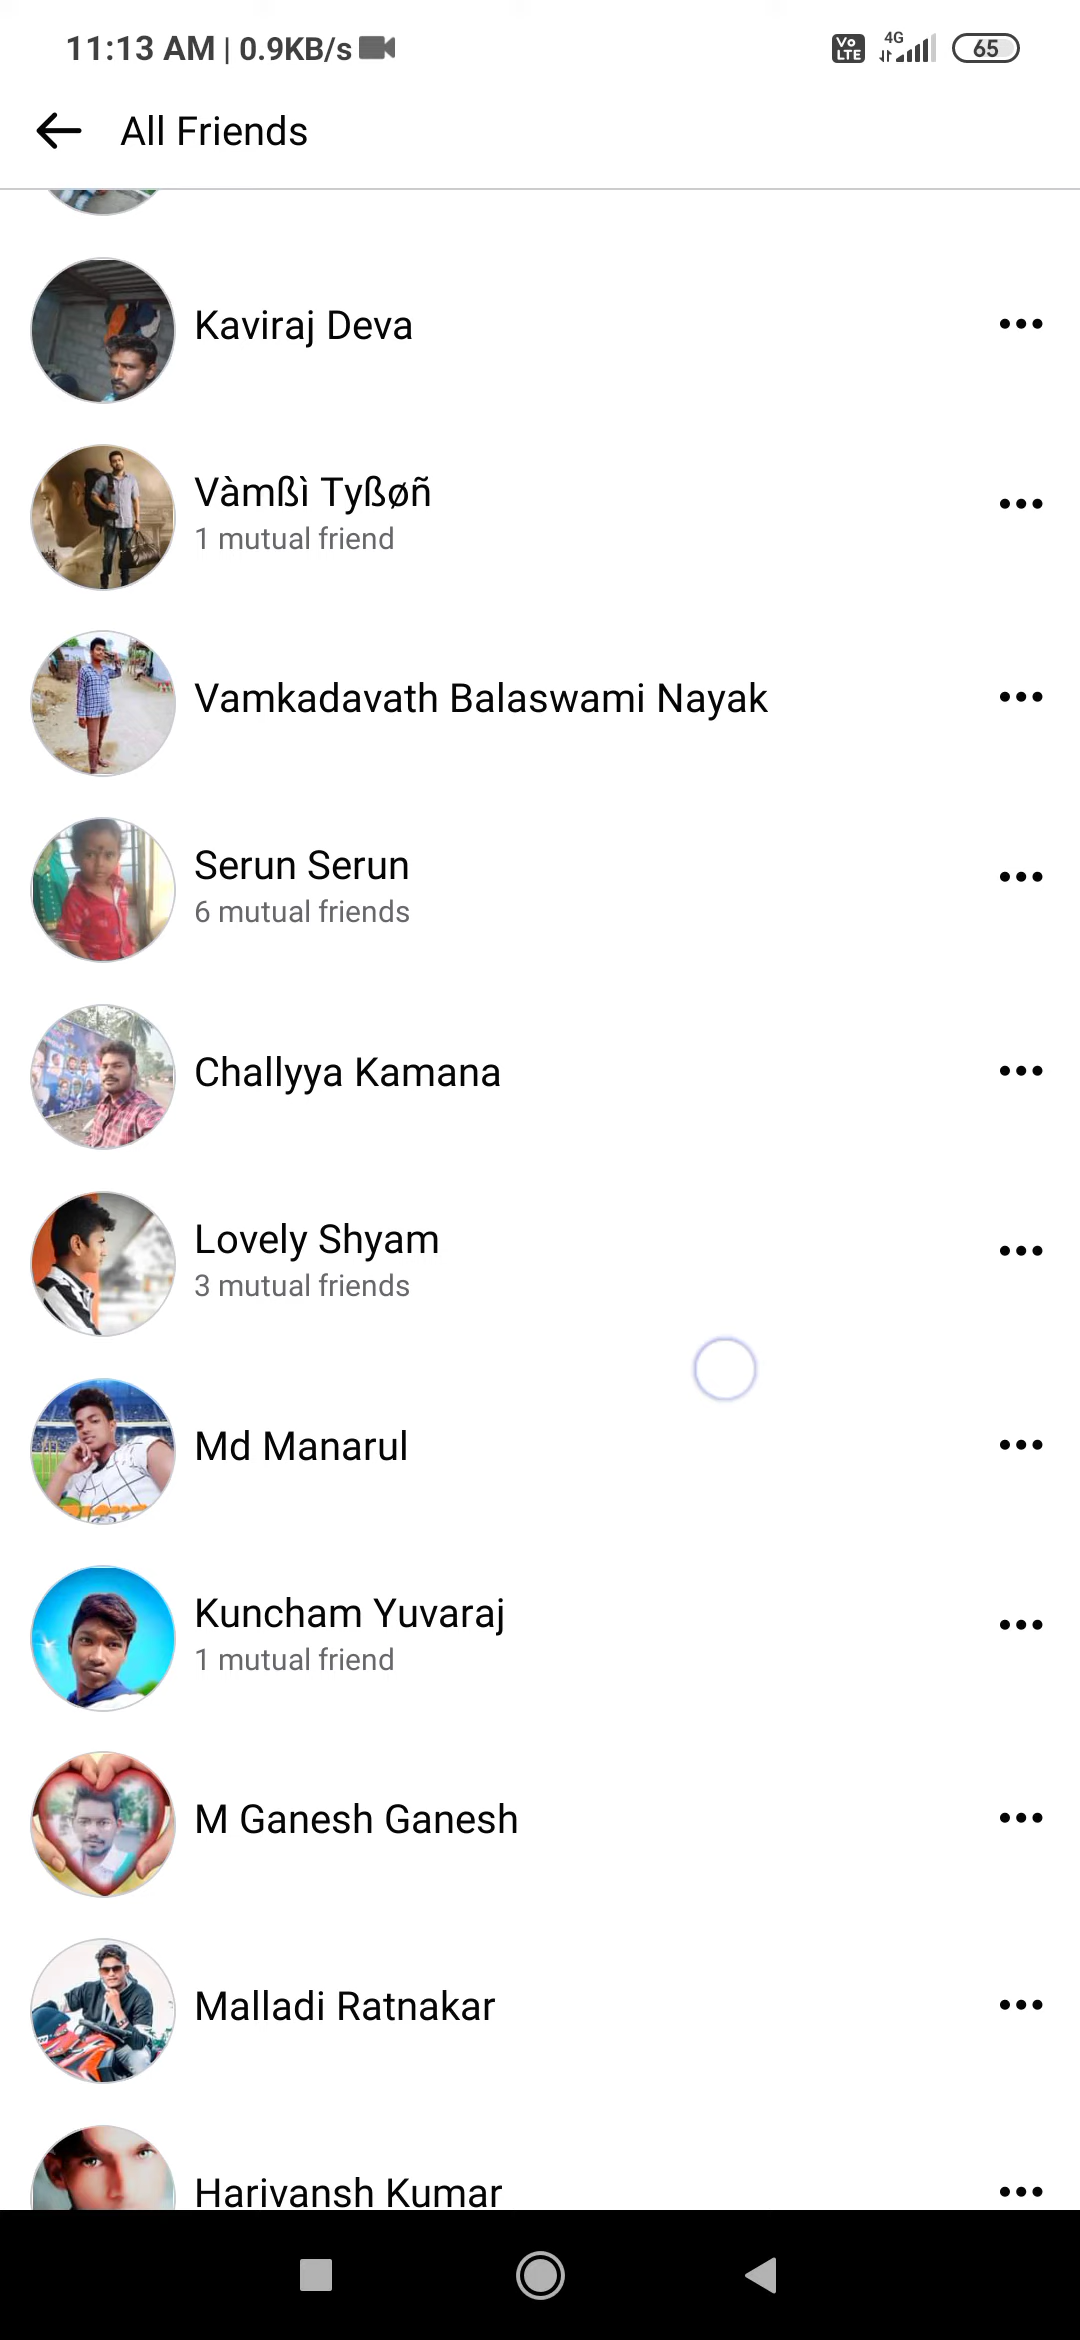 11:13 AM | 0.9KB/s
Vo LTE 4G 65
All Friends
Kaviraj Deva
Vàmßì Tyßøñ
1 mutual friend
Vamkadavath Balaswami Nayak
Serun Serun
6 mutual friends
Challyya Kamana
Lovely Shyam
3 mutual friends
Md Manarul
Kuncham Yuvaraj
1 mutual friend
M Ganesh Ganesh
Malladi Ratnakar
Harivansh Kumar